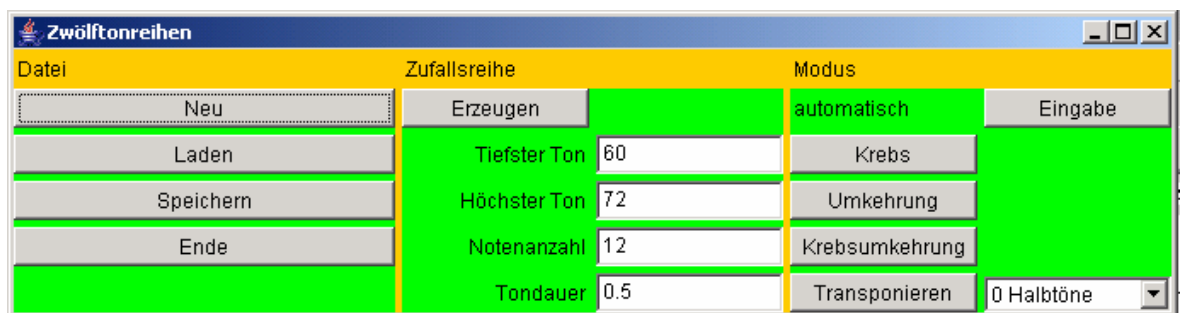 Zwölftonreihen
Datei Zufallsreihe Modus
Neu Erzeugen automatisch Eingabe
Laden Tiefster Ton 60 Krebs
Speichern Höchster Ton 72 Umkehrung
Ende Notenanzahl 12 Krebsumkehrung
Tondauer 0.5 Transponieren 0 Halbtöne